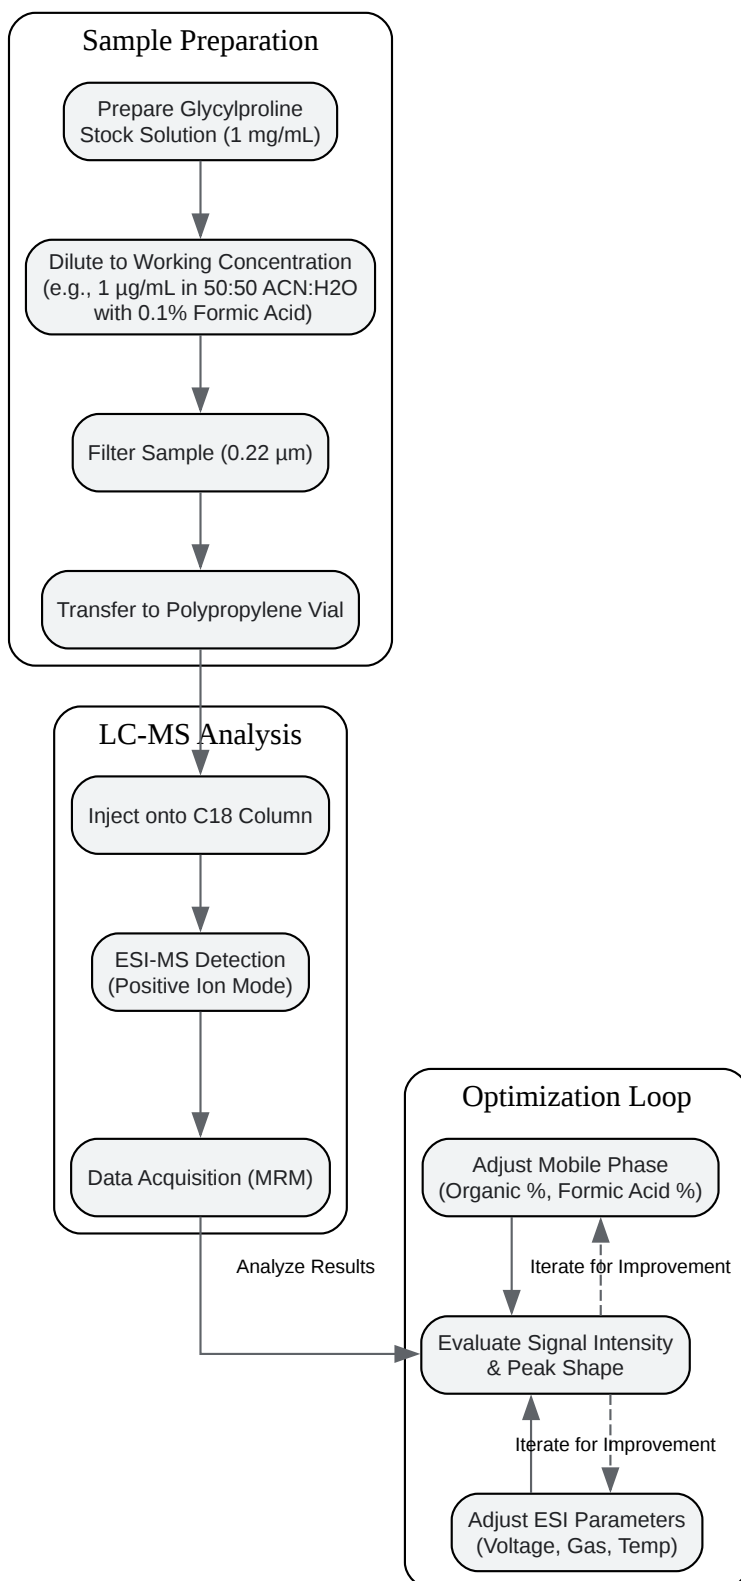 Sample Preparation
Prepare Glycylproline
Stock Solution (1 mg/mL)
Dilute to Working Concentration
(e.g., 1 µg/mL in 50:50 ACN:H2O
with 0.1% Formic Acid)
Filter Sample (0.22 µm)
Transfer to Polypropylene Vial
LC-MS Analysis
Inject onto C18 Column
ESI-MS Detection
(Positive Ion Mode)
Data Acquisition (MRM)
Analyze Results
Optimization Loop
Adjust Mobile Phase
(Organic %, Formic Acid %)
Iterate for Improvement
Evaluate Signal Intensity
& Peak Shape
Iterate for Improvement
Adjust ESI Parameters
(Voltage, Gas, Temp)